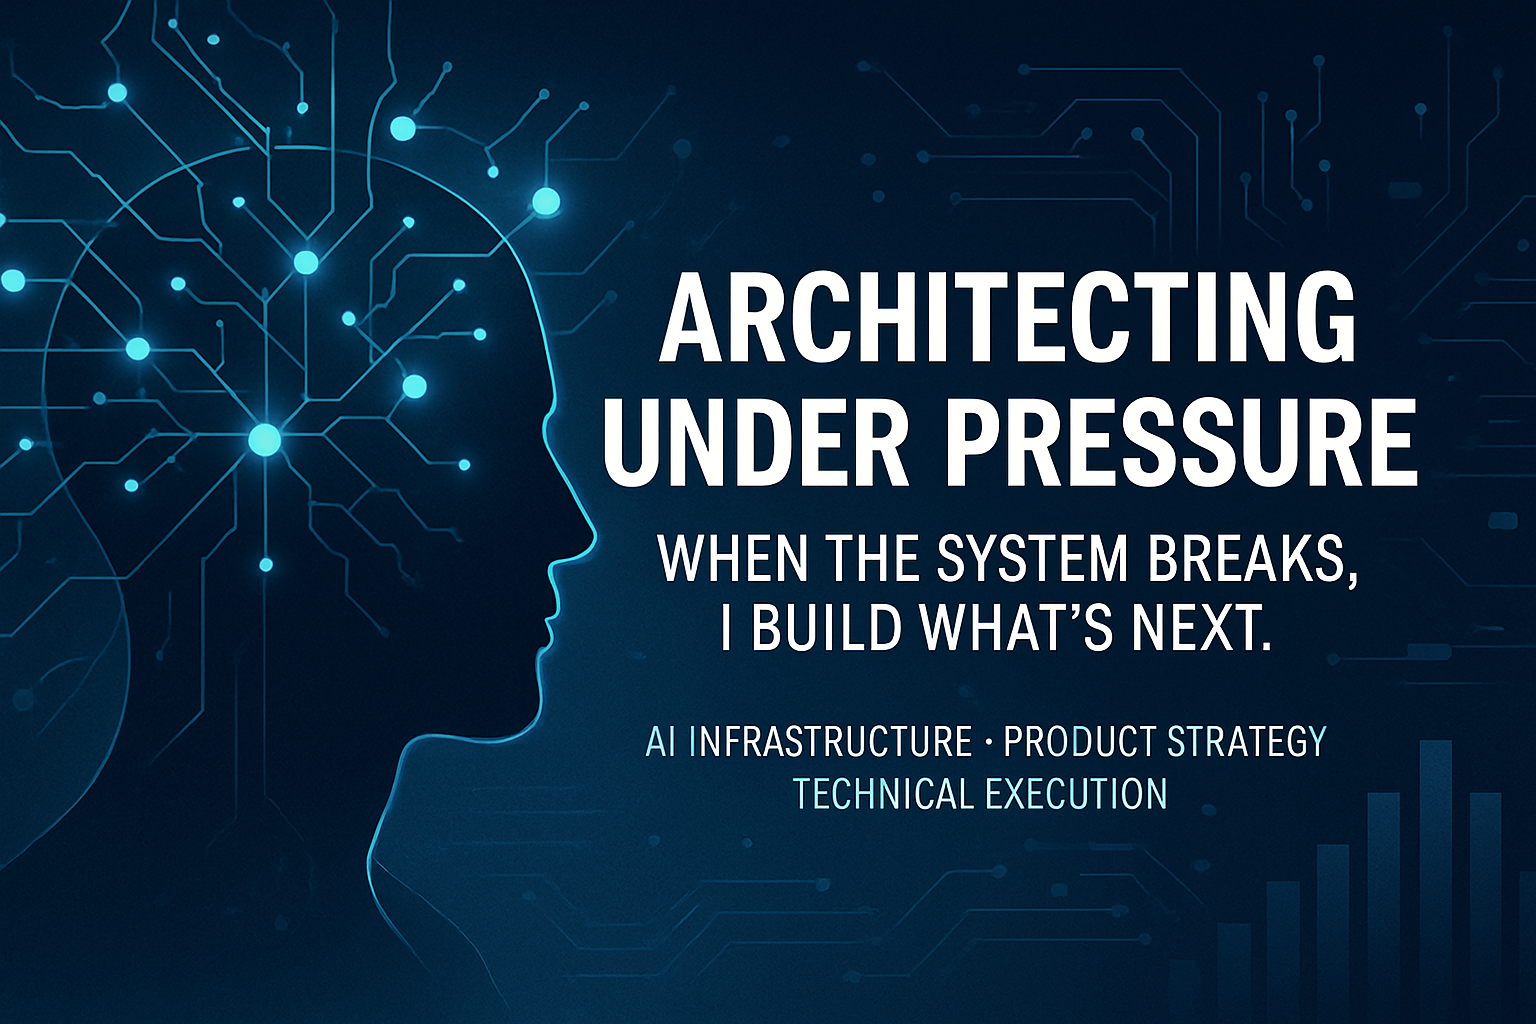 ARCHITECTING
UNDER PRESSURE
WHEN THE SYSTEM BREAKS,
I BUILD WHAT’S NEXT.
AI INFRASTRUCTURE · PRODUCT STRATEGY
TECHNICAL EXECUTION